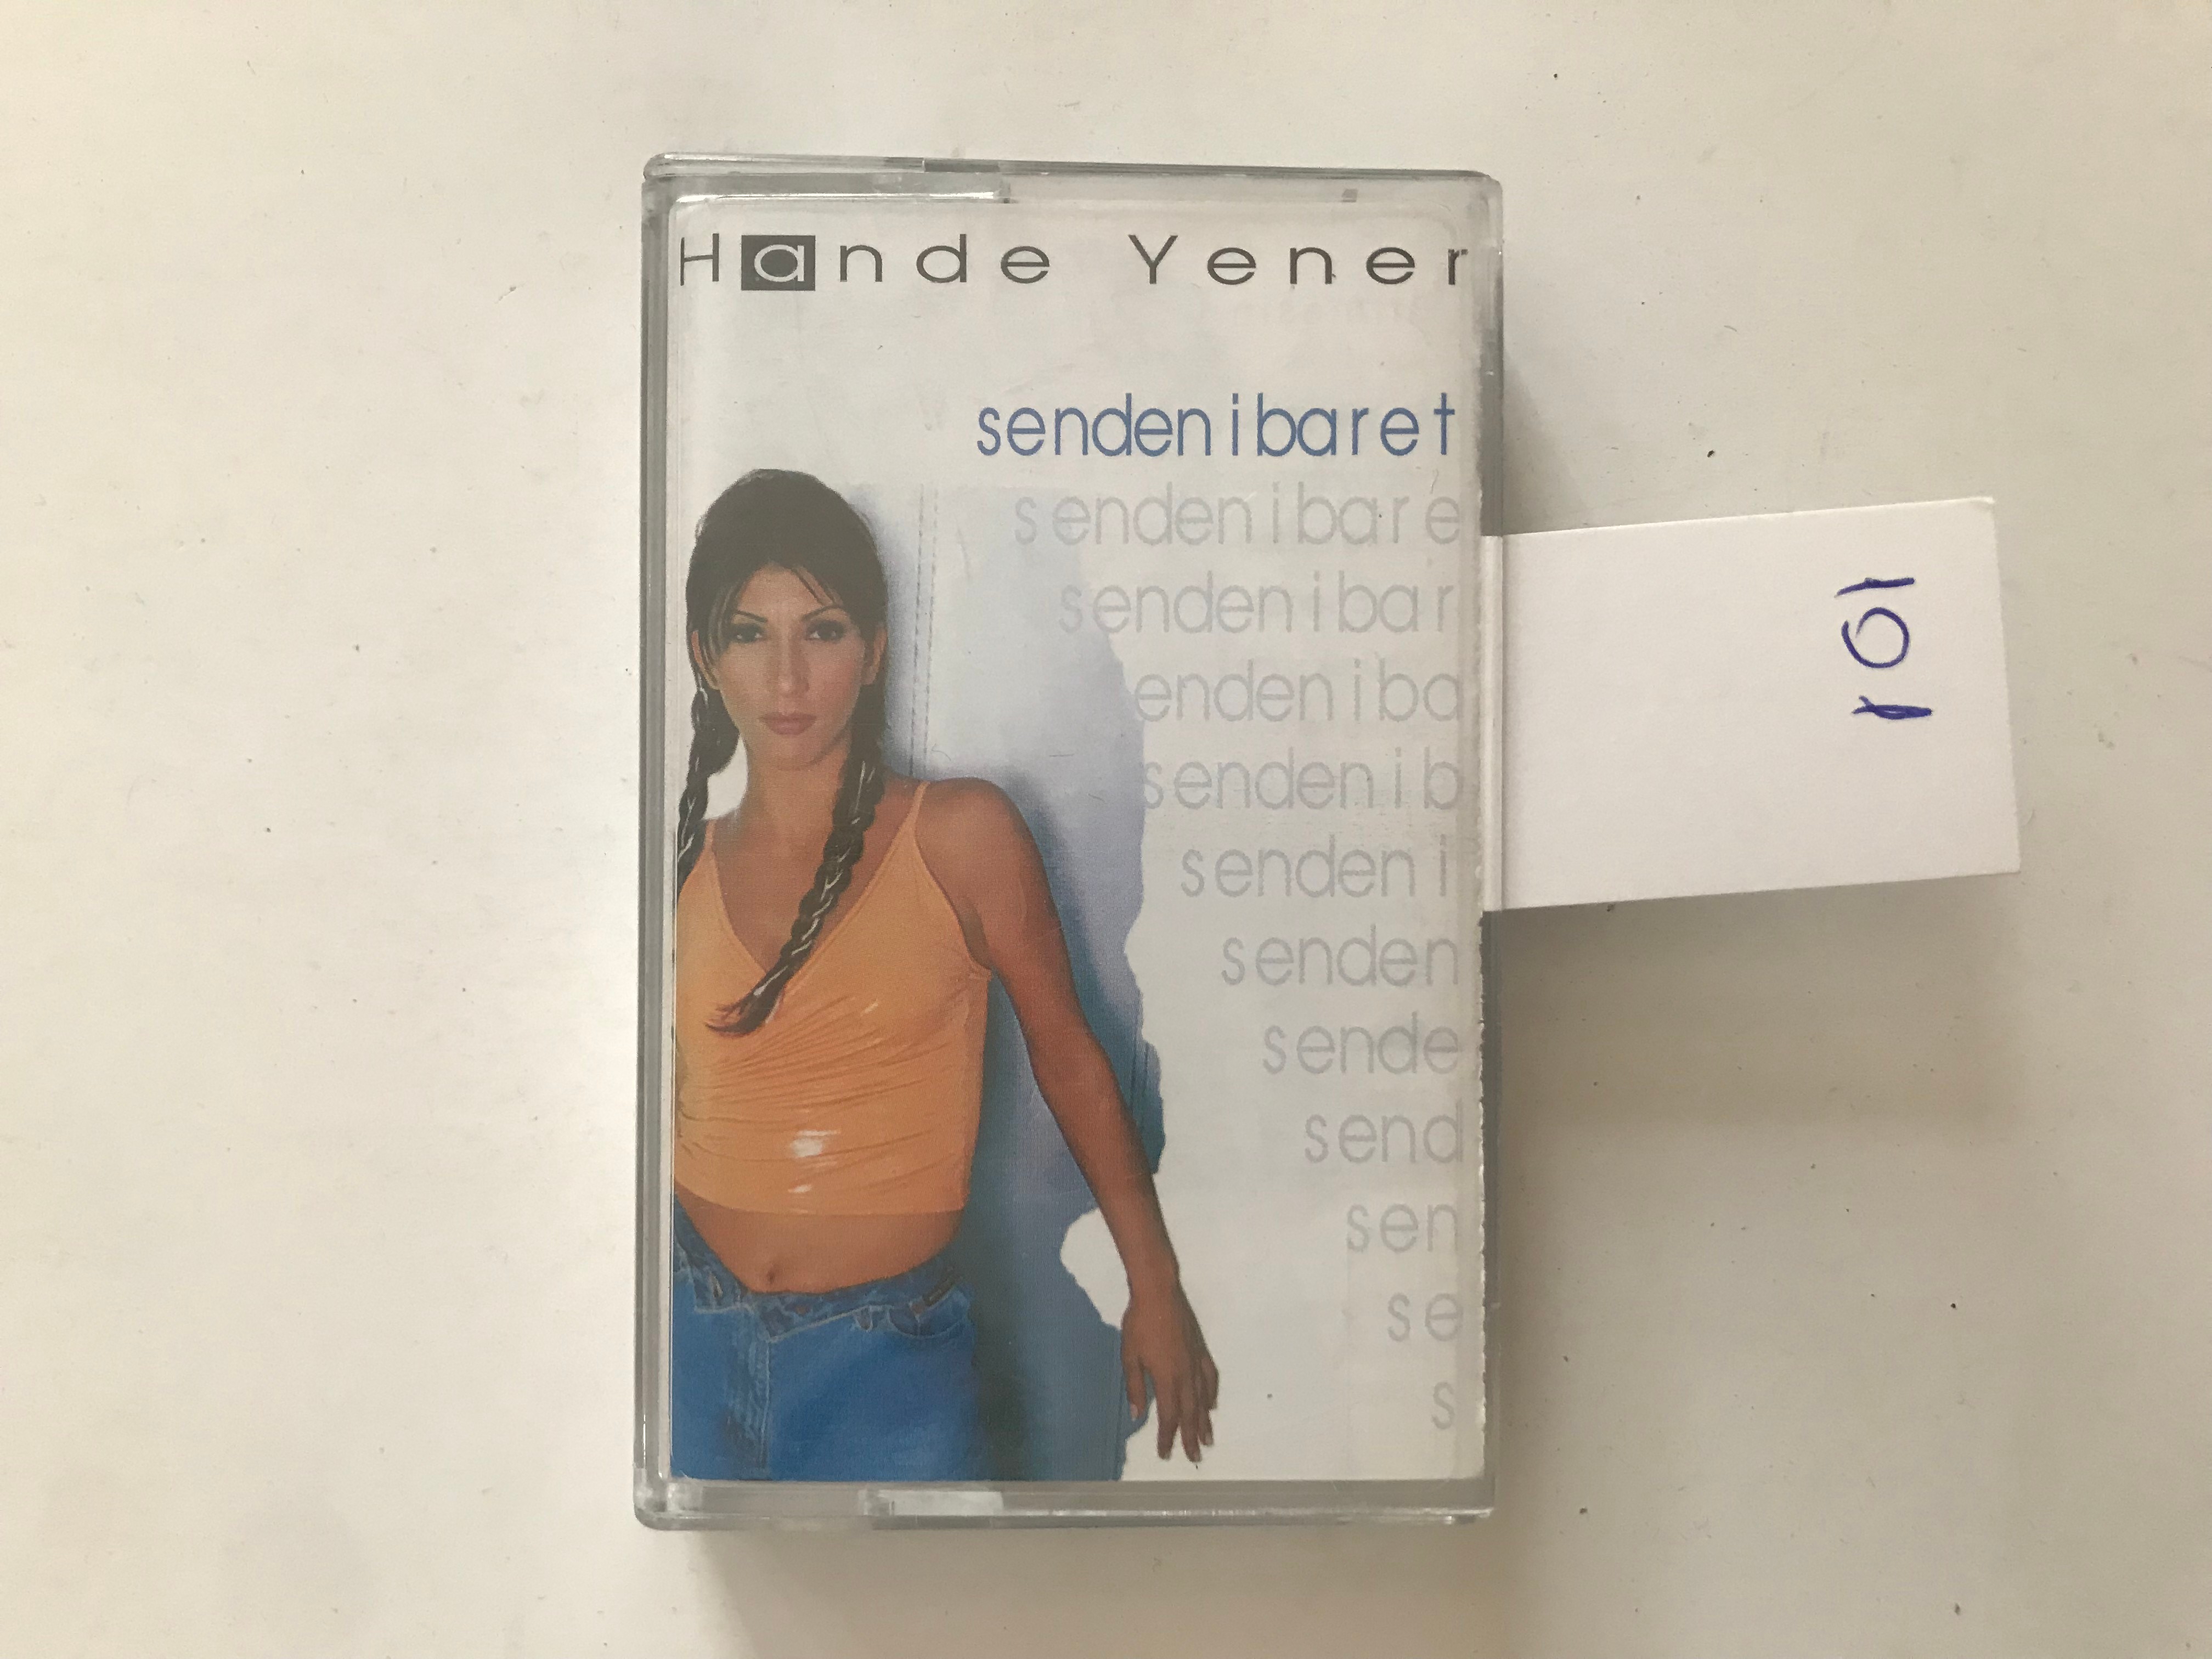 Hande Yener
senden ibaret
senden ibare
senden ibar
enden iba
senden ib
senden i
senden
sende
send
sen
se
s
101